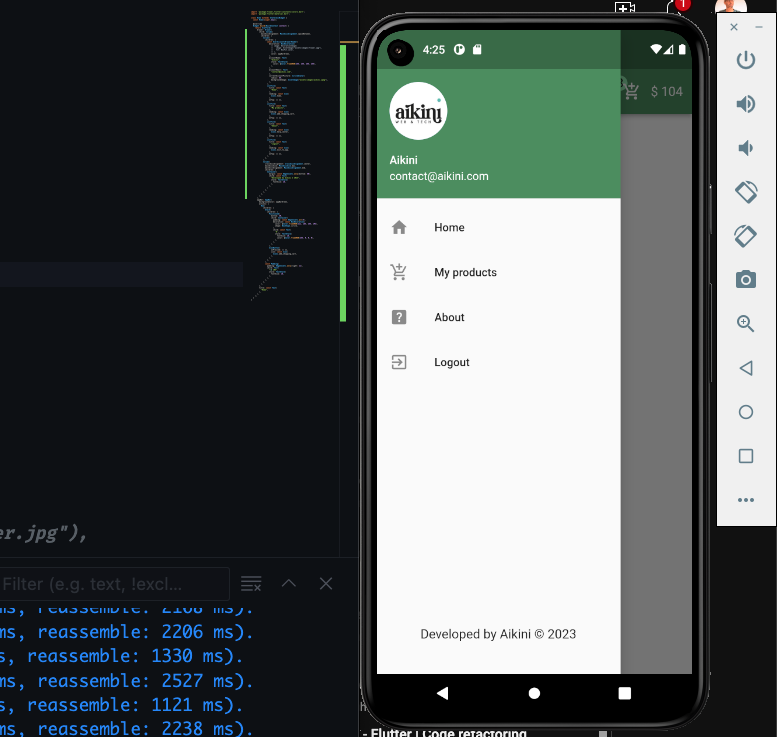 1
4:25
$ 104
aikini
WEB & TECH
Aikini
contact@aikini.com
Home
My products
About
Logout
Developed by Aikini © 2023
er.jpg"),
Filter (e.g. text, !excl...
ms, reassemble: 2168 ms).
ms, reassemble: 2206 ms).
s, reassemble: 1330 ms).
ms, reassemble: 2527 ms).
ms, reassemble: 1121 ms).
ms, reassemble: 2238 ms).
- Flutter | Code refactoring